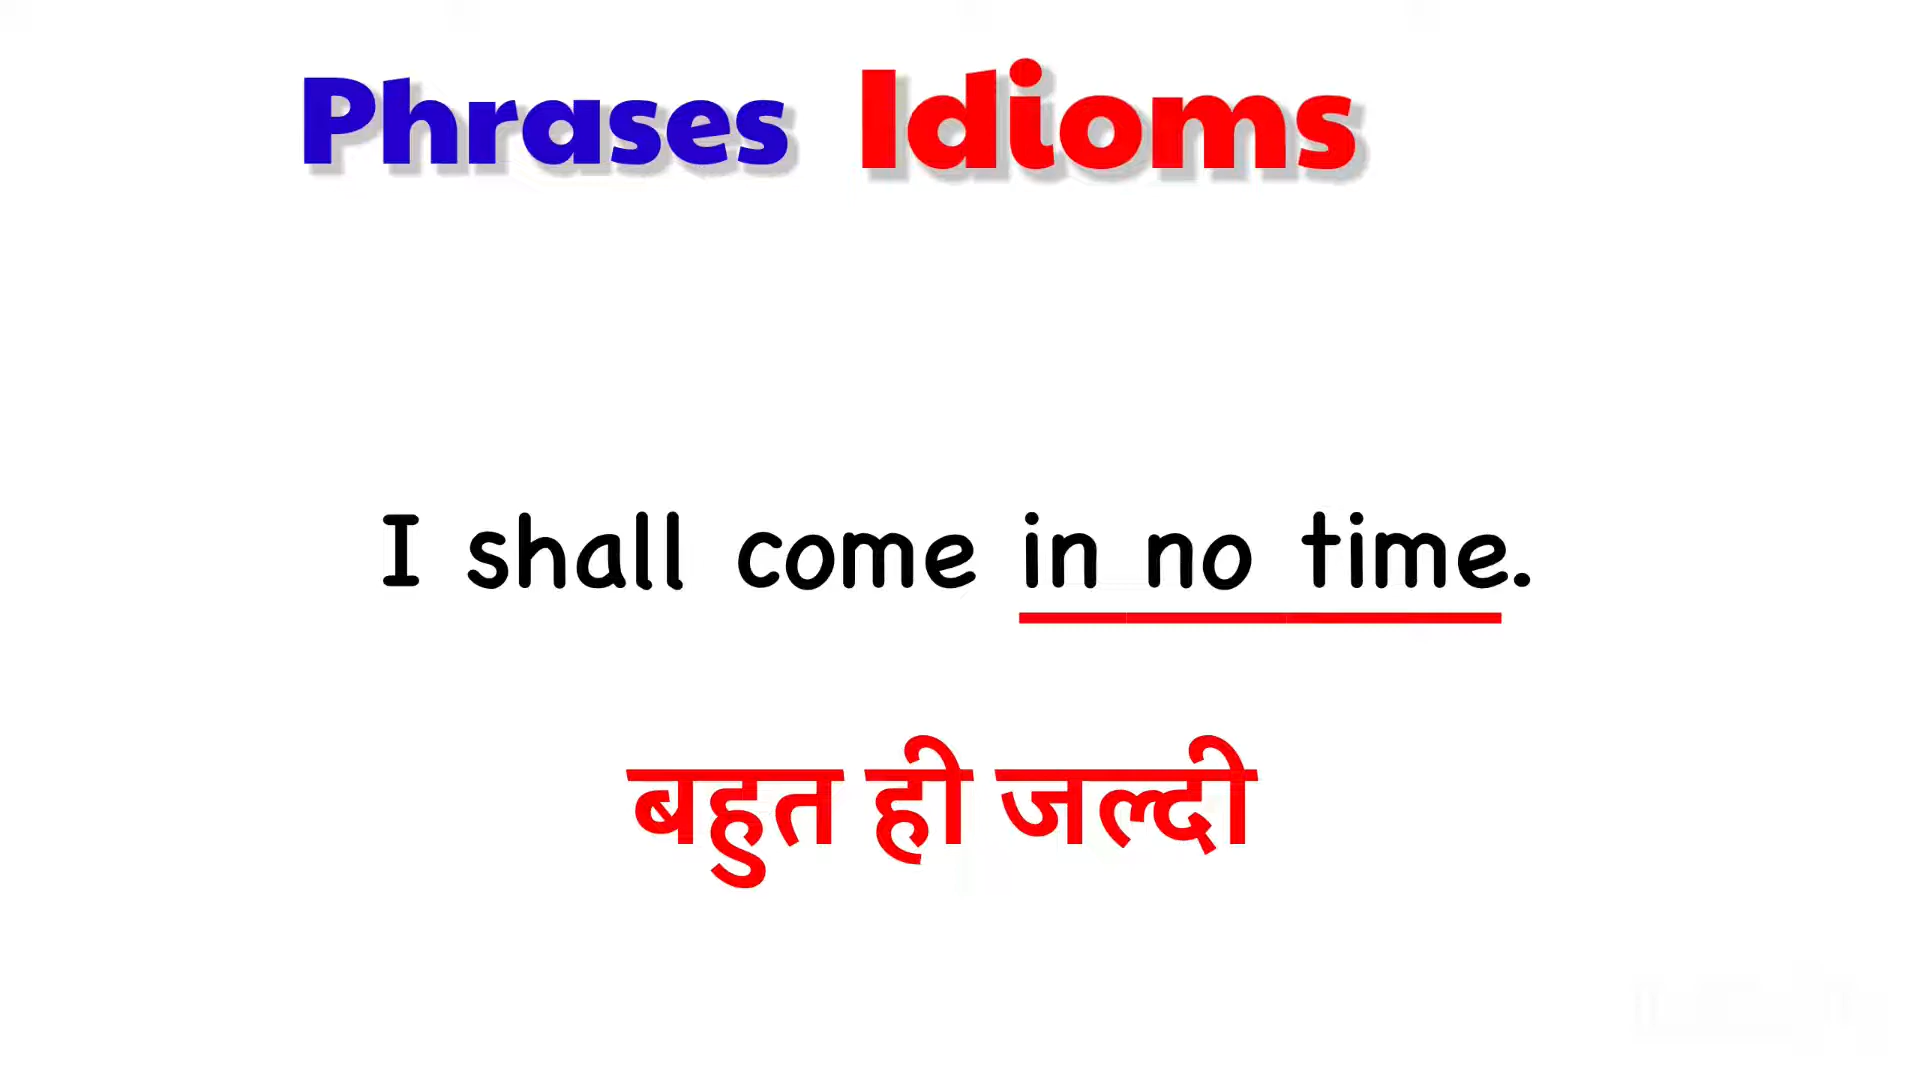 Phrases Idioms
I shall come in no time.
बहुत ही जल्दी